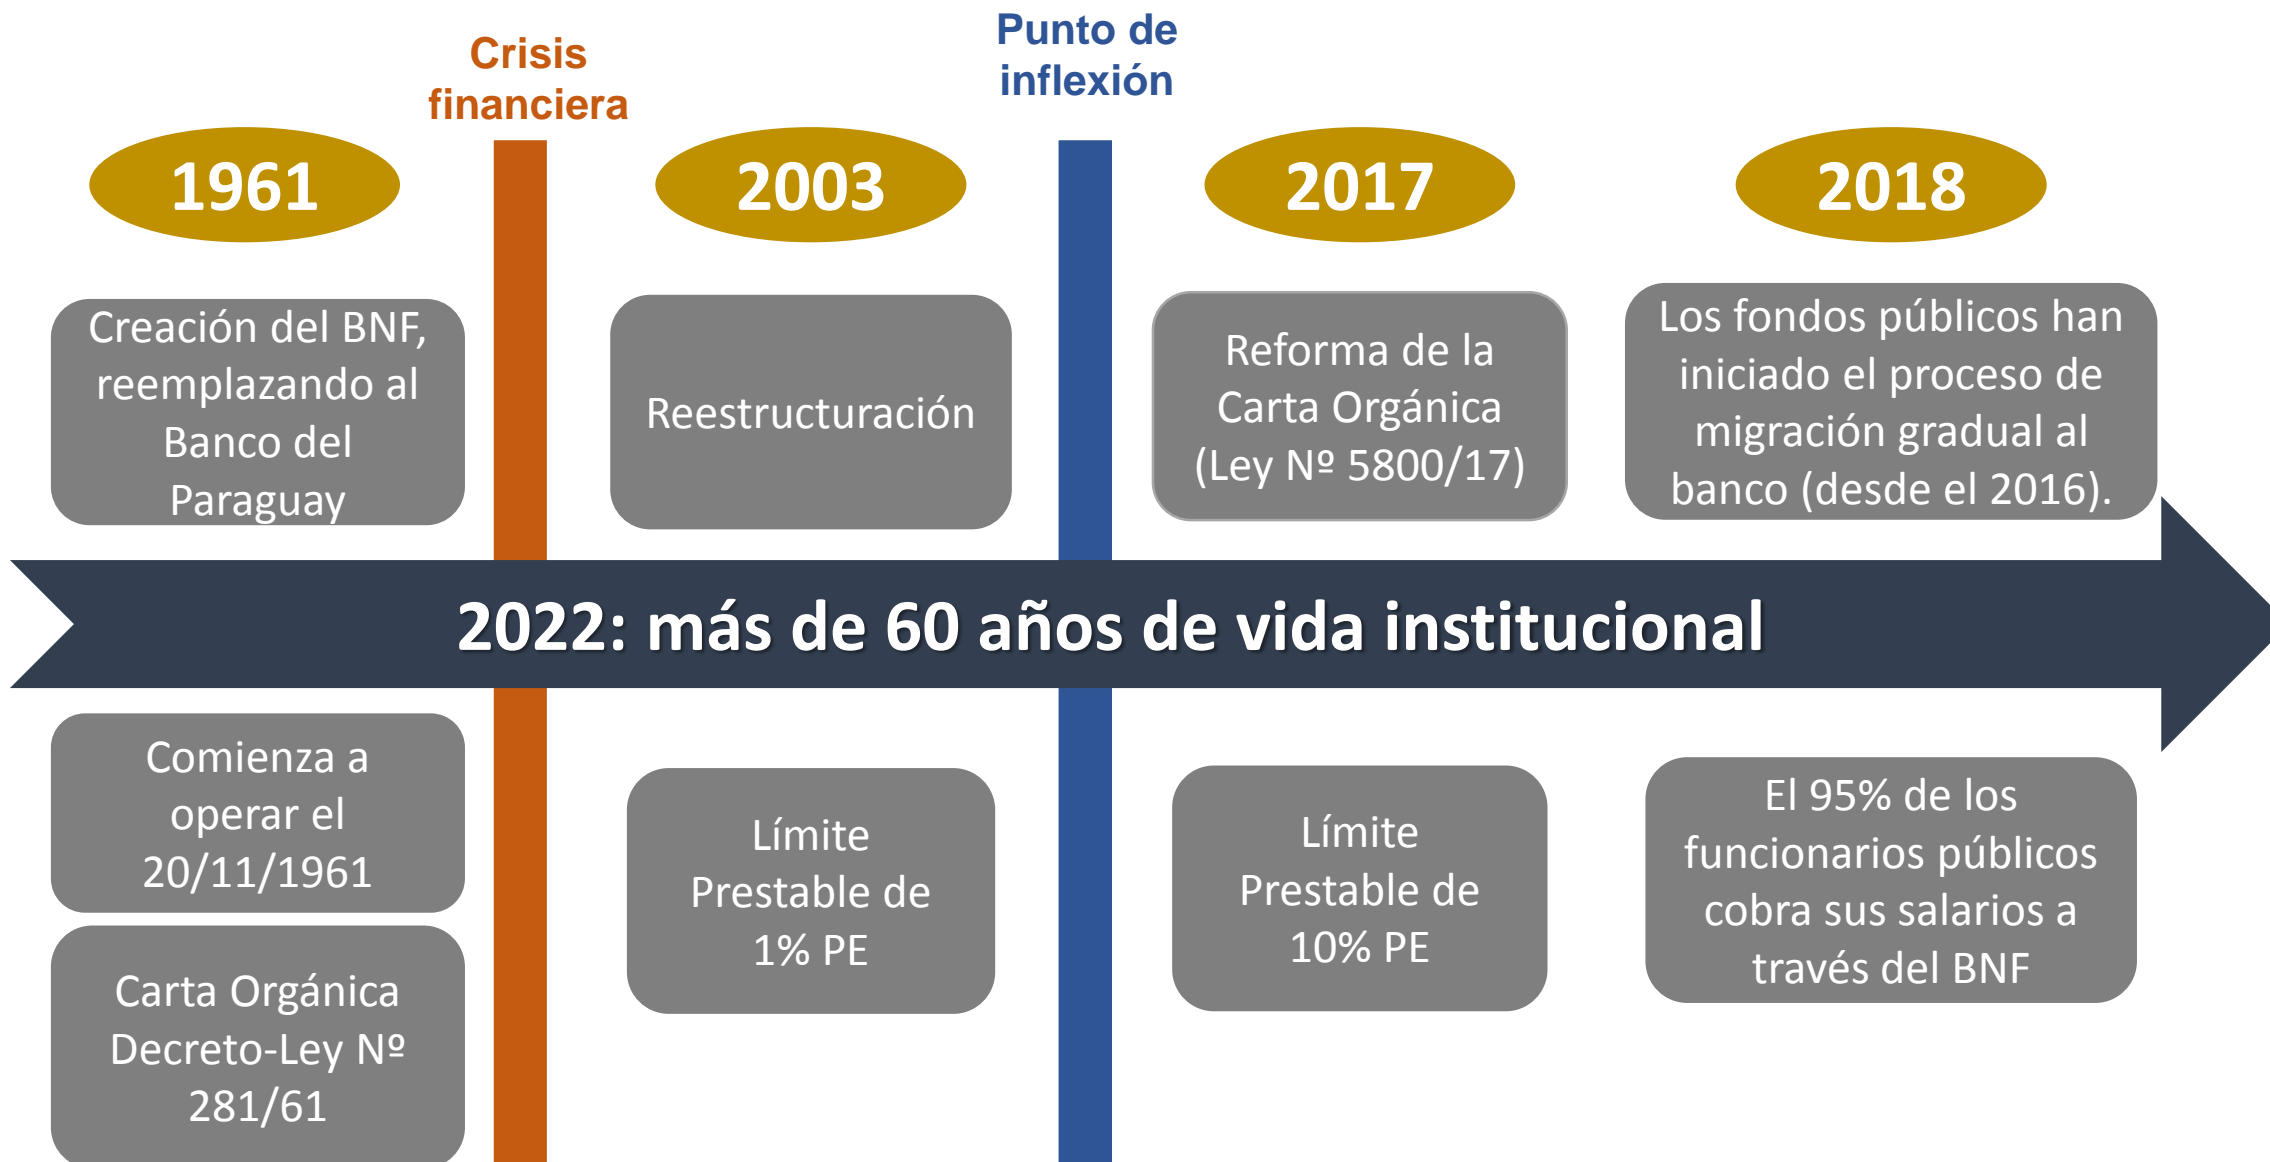 Crisis
financiera
Punto de
inflexión
1961
2003
2017
2018
Creación del BNF,
reemplazando al
Banco del
Paraguay
Reestructuración
Reforma de la
Carta Orgánica
(Ley Nº 5800/17)
Los fondos públicos han
iniciado el proceso de
migración gradual al
banco (desde el 2016).
2022: más de 60 años de vida institucional
Comienza a
operar el
20/11/1961
Carta Orgánica
Decreto-Ley Nº
281/61
Límite
Prestable de
1% PE
Límite
Prestable de
10% PE
El 95% de los
funcionarios públicos
cobra sus salarios a
través del BNF